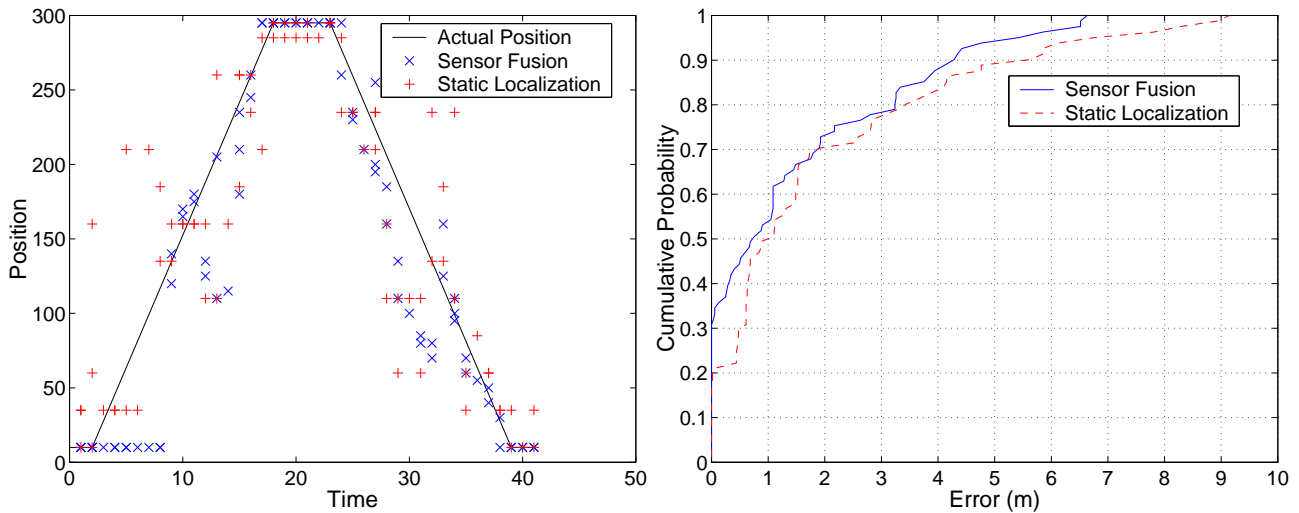 300
250
200
150
100
50
0
Position
0 10 20 30 40 50
Time
Actual Position
Sensor Fusion
Static Localization
1
0.9
0.8
0.7
0.6
0.5
0.4
0.3
0.2
0.1
0
Cumulative Probability
0 1 2 3 4 5 6 7 8 9 10
Error (m)
Sensor Fusion
Static Localization